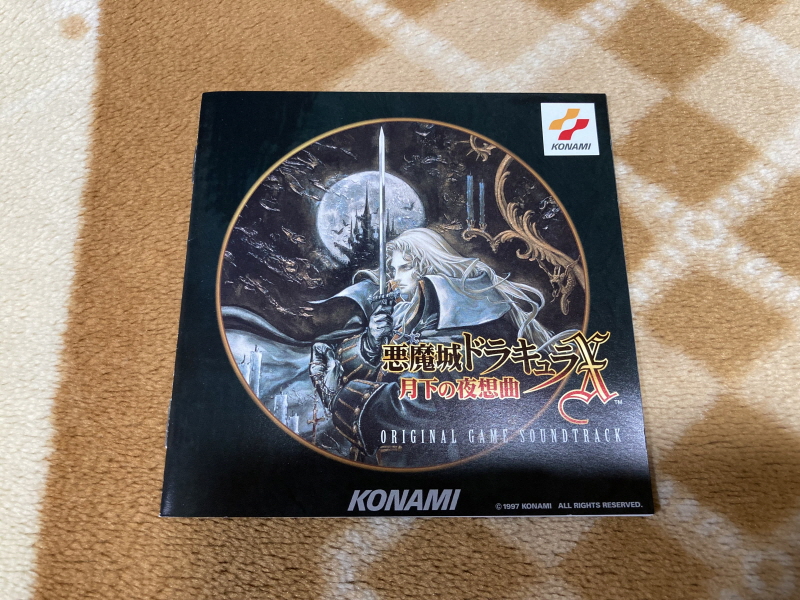 KONAMI
悪魔城ドラキュラX
TM
月下の夜想曲
ORIGINAL GAME SOUNDTRACK
KONAMI
©1997 KONAMI ALL RIGHTS RESERVED.